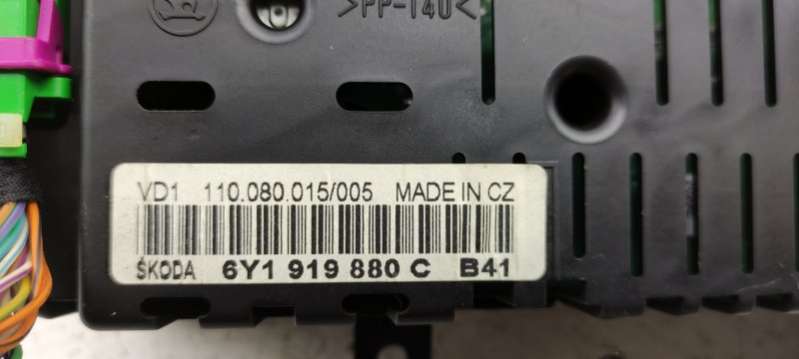 >PP-T40<
VD1 110.080.015/005 MADE IN CZ
ŠKODA 6Y1 919 880 C B41